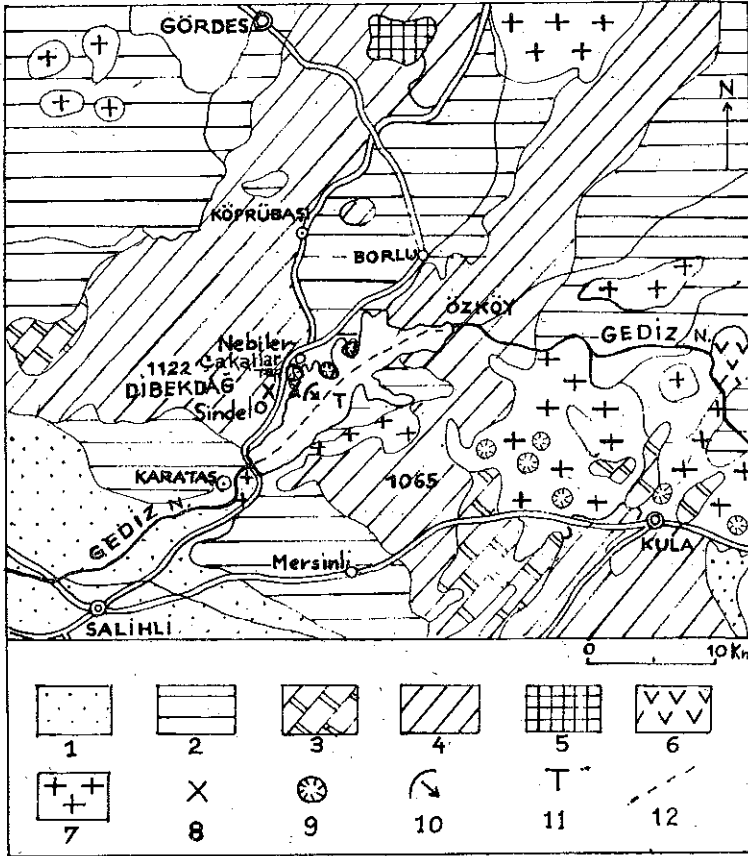 GÖRDES
N
KÖPRÜBAŞI
BORLU
ÖZKÖY
Nebiler
GEDİZ N.
Çakallar
.1122
DİBEKDAĞ
T
Sindel
KARATAŞ
1065
GEDİZ N.
KULA
Mersinli
SALİHLİ
0 10 Km
1 2 3 4 5 6
T
7 8 9 10 11 12